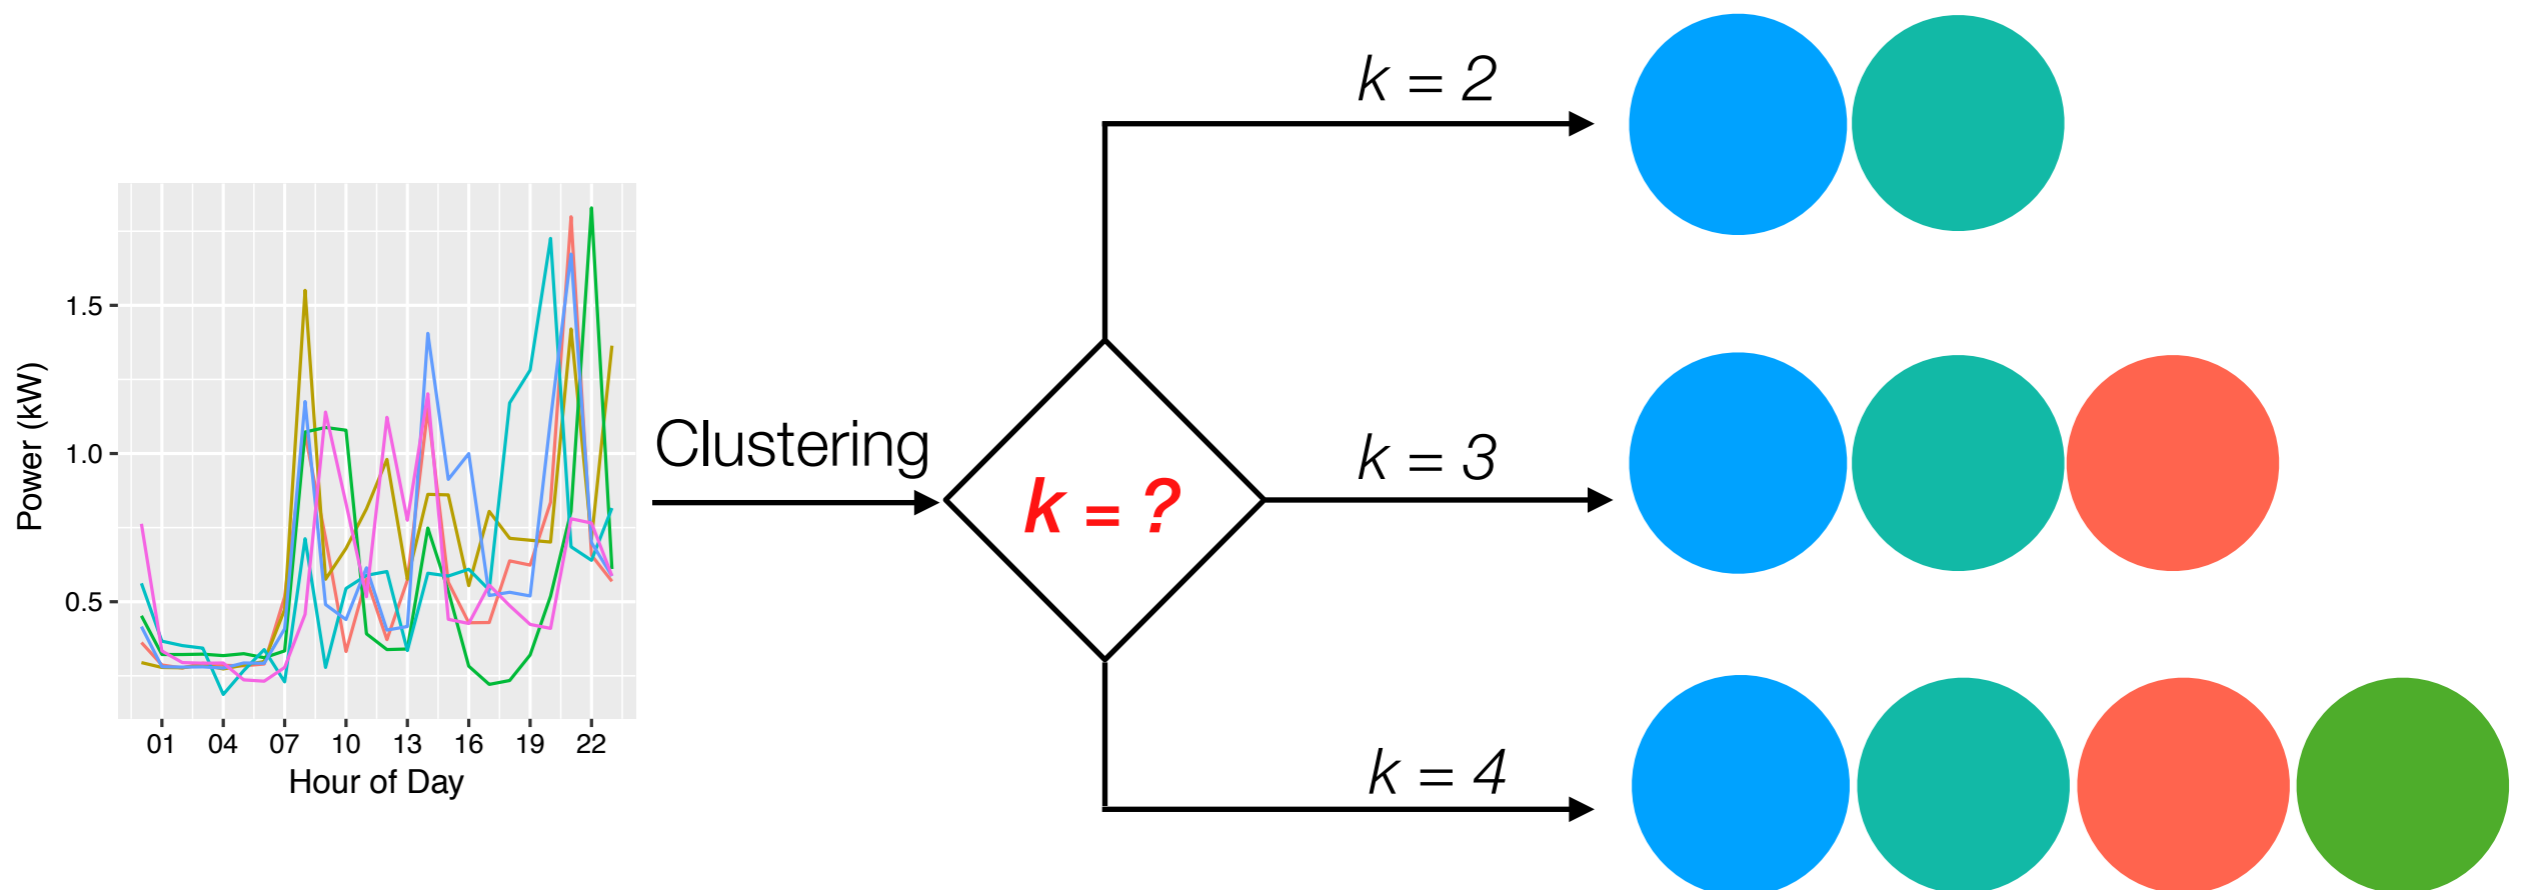 Power (kW)
1.5
1.0
0.5
01 04 07 10 13 16 19 22
Hour of Day
Clustering
k = ?
k = 2
k = 3
k = 4